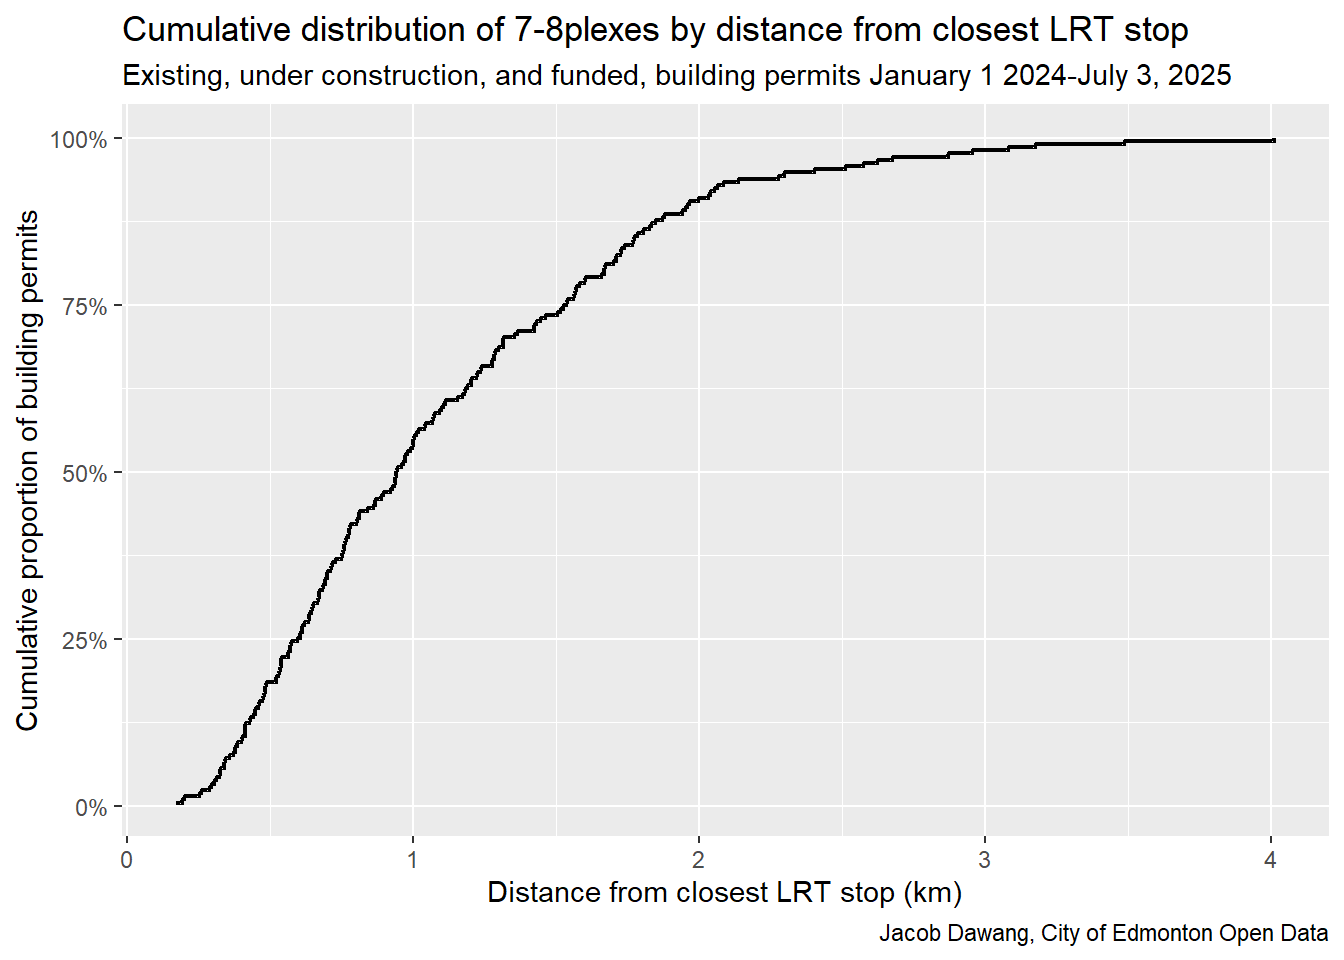 Cumulative distribution of 7-8plexes by distance from closest LRT stop
Existing, under construction, and funded, building permits January 1 2024-July 3, 2025
Cumulative proportion of building permits
100%
75%
50%
25%
0%
0 1 2 3 4
Distance from closest LRT stop (km)
Jacob Dawang, City of Edmonton Open Data